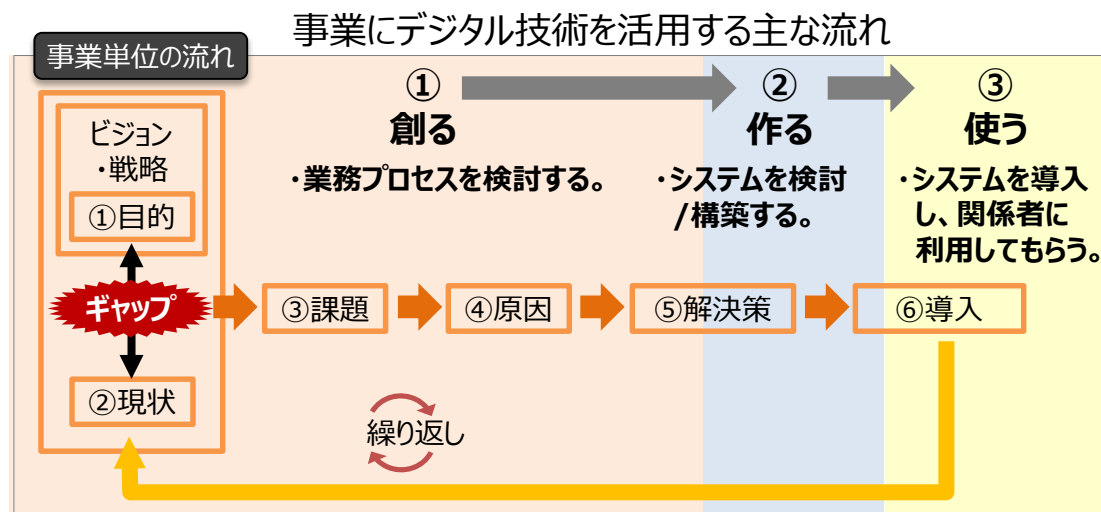 事業にデジタル技術を活用する主な流れ
事業単位の流れ
①
②
③
創る
作る
使う
・業務プロセスを検討する。
・システムを検討
/構築する。
・システムを導入
し、関係者に
利用してもらう。
ビジョン
・戦略
①目的
ギャップ
②現状
③課題
④原因
⑤解決策
⑥導入
繰り返し